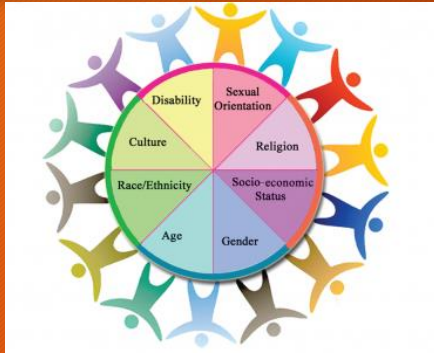 Disability
Sexual
Orientation
Culture
Religion
Race/Ethnicity
Socio-economic
Status
Age
Gender